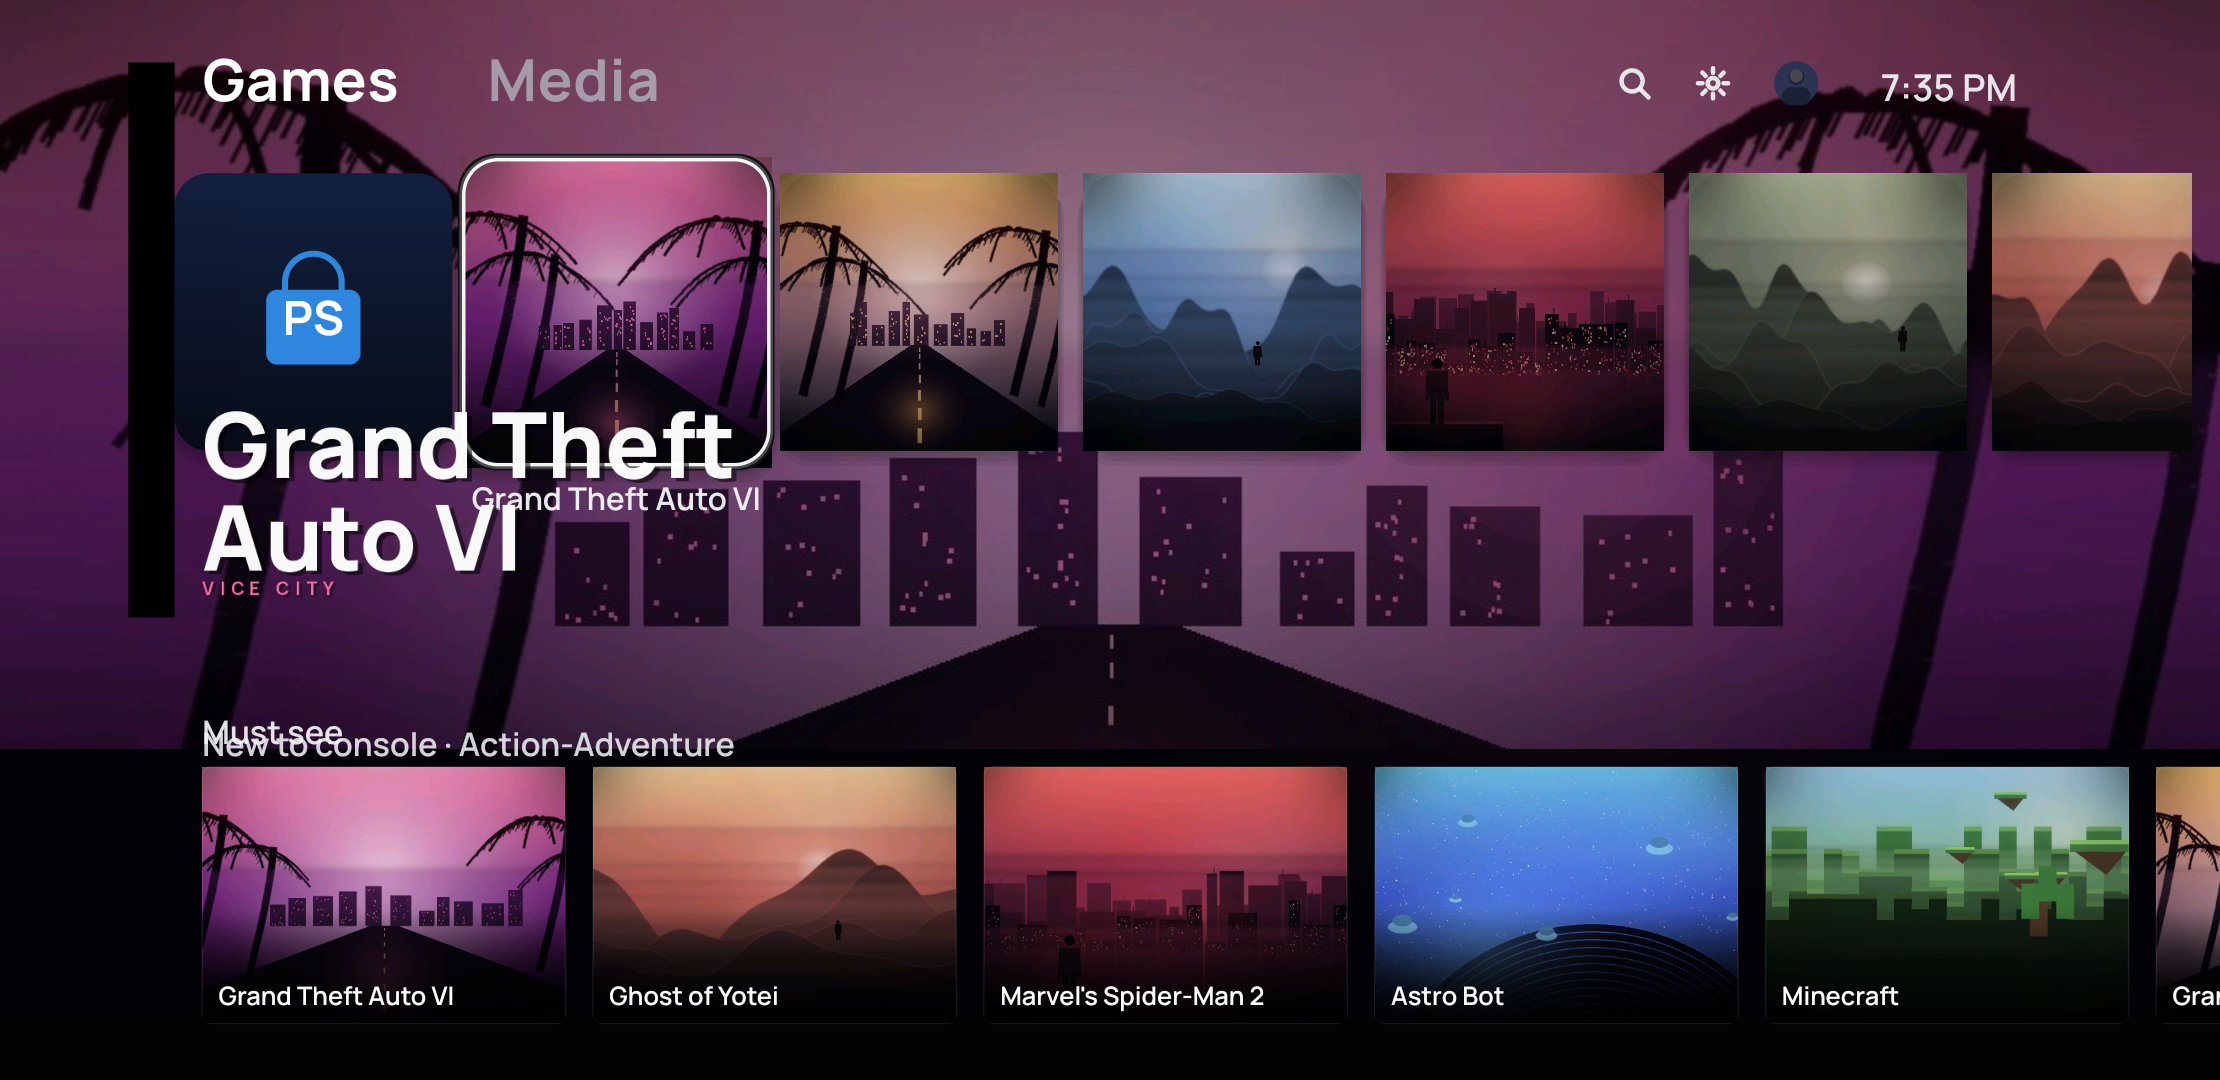 Games
Media
7:35 PM
PS
Grand Theft
Auto VI
Grand Theft Auto VI
VICE CITY
Must see
New to console · Action-Adventure
Grand Theft Auto VI
Ghost of Yotei
Marvel's Spider-Man 2
Astro Bot
Minecraft